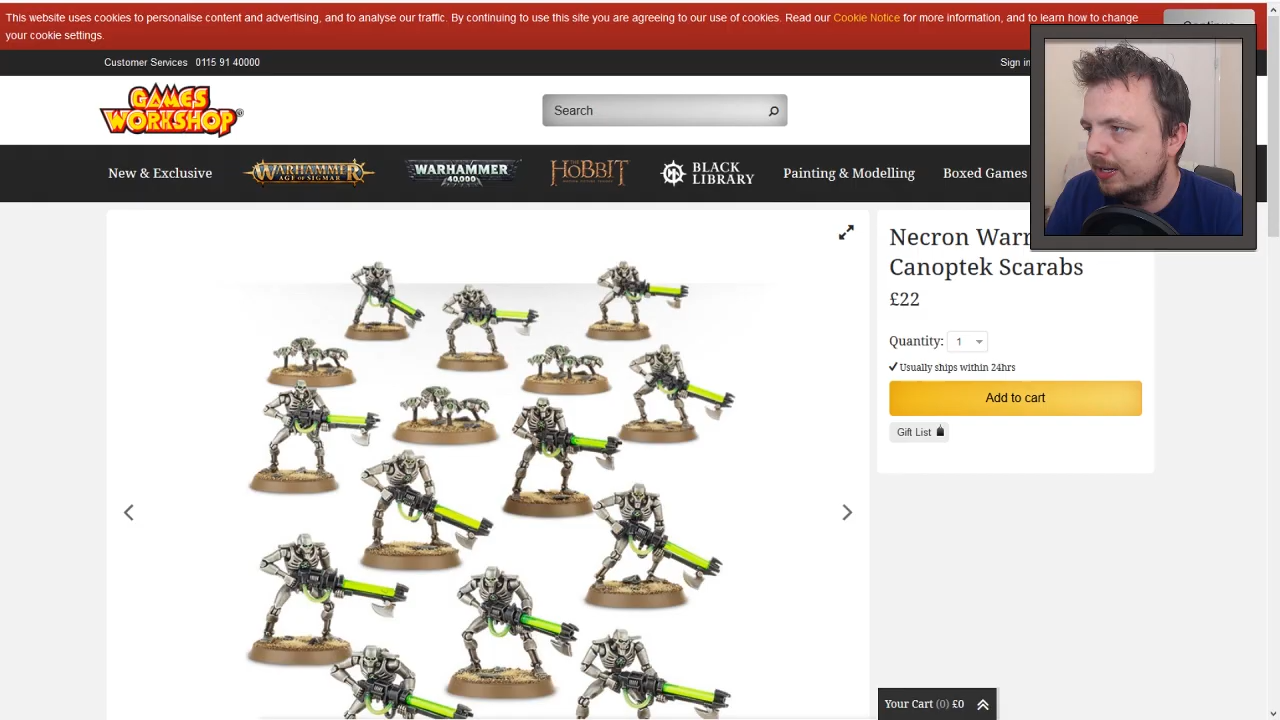 This website uses cookies to personalise content and advertising, and to analyse our traffic. By continuing to use this site you are agreeing to our use of cookies. Read our Cookie Notice for more information, and to learn how to change
your cookie settings.
Customer Services 0115 91 40000
Sign in
GAMES
WORKSHOP®
Search
New & Exclusive
WARHAMMER
AGE OF SIGMAR
WARHAMMER
40,000
THE
HOBBIT
BLACK
LIBRARY
Painting & Modelling
Boxed Games
Necron
Canoptek Scarabs
£22
Quantity: 1
Usually ships within 24hrs
Add to cart
Gift List
Your Cart (0) £0